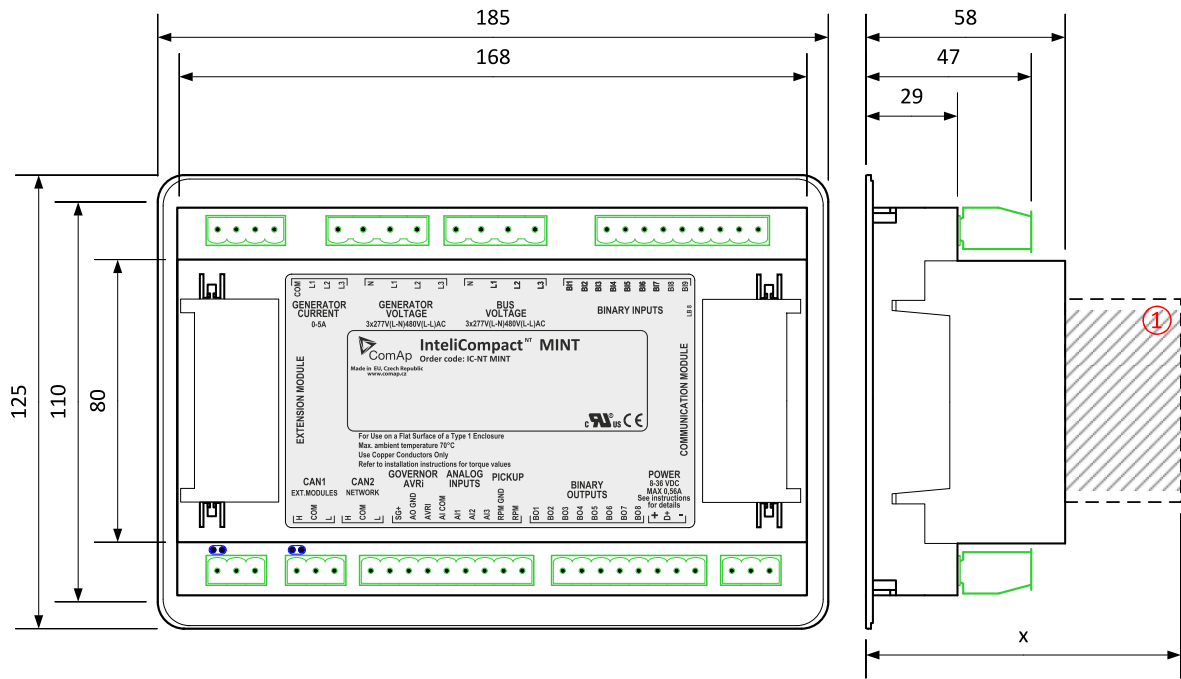 185
168
58
47
29
125
110
80
x
1
COM L1 L2 L3
N L1 L2 L3
N L1 L2 L3
BI1 BI2 BI3 BI4 BI5 BI6 BI7 BI8 BI9
GENERATOR
CURRENT
0-5A
GENERATOR
VOLTAGE
3x277V(L-N)480V(L-L)AC
BUS
VOLTAGE
3x277V(L-N)480V(L-L)AC
BINARY INPUTS
LB 8
EXTENSION MODULE
COMMUNICATION MODULE
ComAp
InteliCompact NT MINT
Order code: IC-NT MINT
Made in EU, Czech Republic
www.comap.cz
c RU ® us CE
For Use on a Flat Surface of a Type 1 Enclosure
Max. ambient temperature 70°C
Use Copper Conductors Only
Refer to installation instructions for torque values
CAN1
EXT.MODULES
CAN2
NETWORK
GOVERNOR
AVRi
ANALOG
INPUTS
PICKUP
BINARY
OUTPUTS
POWER
8-36 VDC
MAX 0,56A
See instructions
for details
H COM L
H COM L
SG+ AO GND AVRI AI COM AI1 AI2 AI3 RPM GND RPM
BO1 BO2 BO3 BO4 BO5 BO6 BO7 BO8
+ D+ -